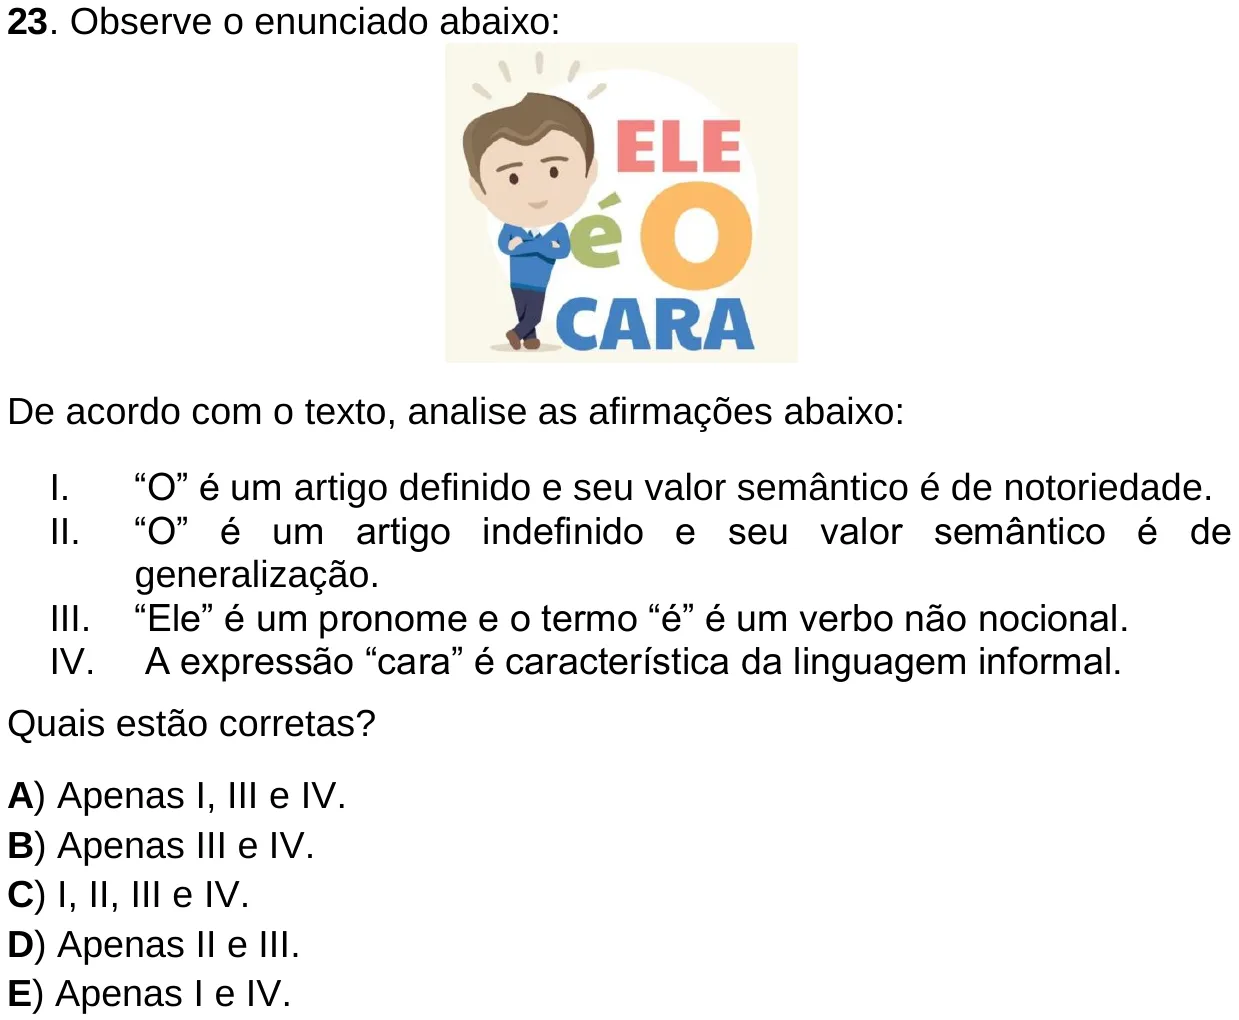 23. Observe o enunciado abaixo:
ELE
é O
CARA
De acordo com o texto, analise as afirmações abaixo:
I. “O” é um artigo definido e seu valor semântico é de notoriedade.
II. “O” é um artigo indefinido e seu valor semântico é de
generalização.
III. “Ele” é um pronome e o termo “é” é um verbo não nocional.
IV. A expressão “cara” é característica da linguagem informal.
Quais estão corretas?
A) Apenas I, III e IV.
B) Apenas III e IV.
C) I, II, III e IV.
D) Apenas II e III.
E) Apenas I e IV.